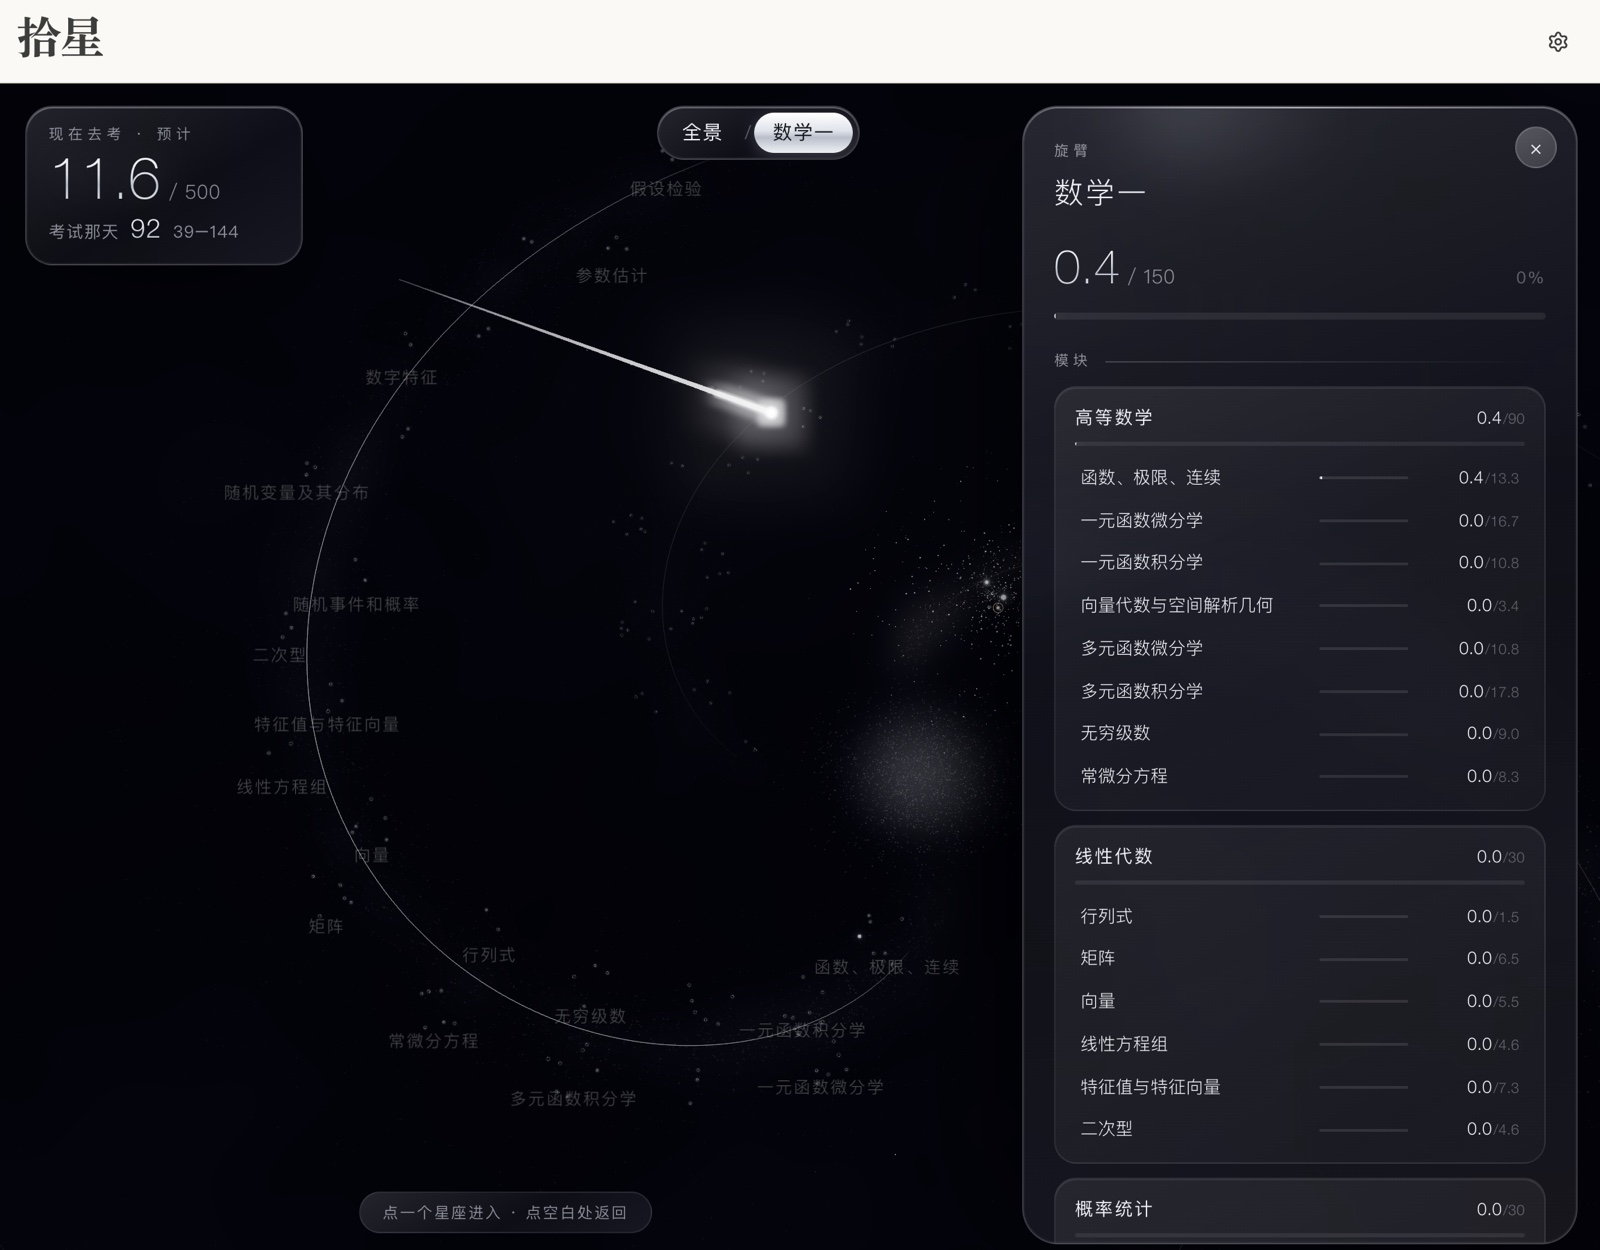 拾星
现在去考 · 预计
11.6 / 500
考试那天 92 39–144
全景 / 数学一
假设检验
参数估计
数字特征
随机变量及其分布
随机事件和概率
二次型
特征值与特征向量
线性方程组
向量
矩阵
行列式
函数、极限、连续
无穷级数
一元函数积分学
常微分方程
一元函数微分学
多元函数积分学
点一个星座进入 · 点空白处返回
旋臂
数学一
0.4 / 150 0%
模块
高等数学 0.4/90
函数、极限、连续 0.4/13.3
一元函数微分学 0.0/16.7
一元函数积分学 0.0/10.8
向量代数与空间解析几何 0.0/3.4
多元函数微分学 0.0/10.8
多元函数积分学 0.0/17.8
无穷级数 0.0/9.0
常微分方程 0.0/8.3
线性代数 0.0/30
行列式 0.0/1.5
矩阵 0.0/6.5
向量 0.0/5.5
线性方程组 0.0/4.6
特征值与特征向量 0.0/7.3
二次型 0.0/4.6
概率统计 0.0/30